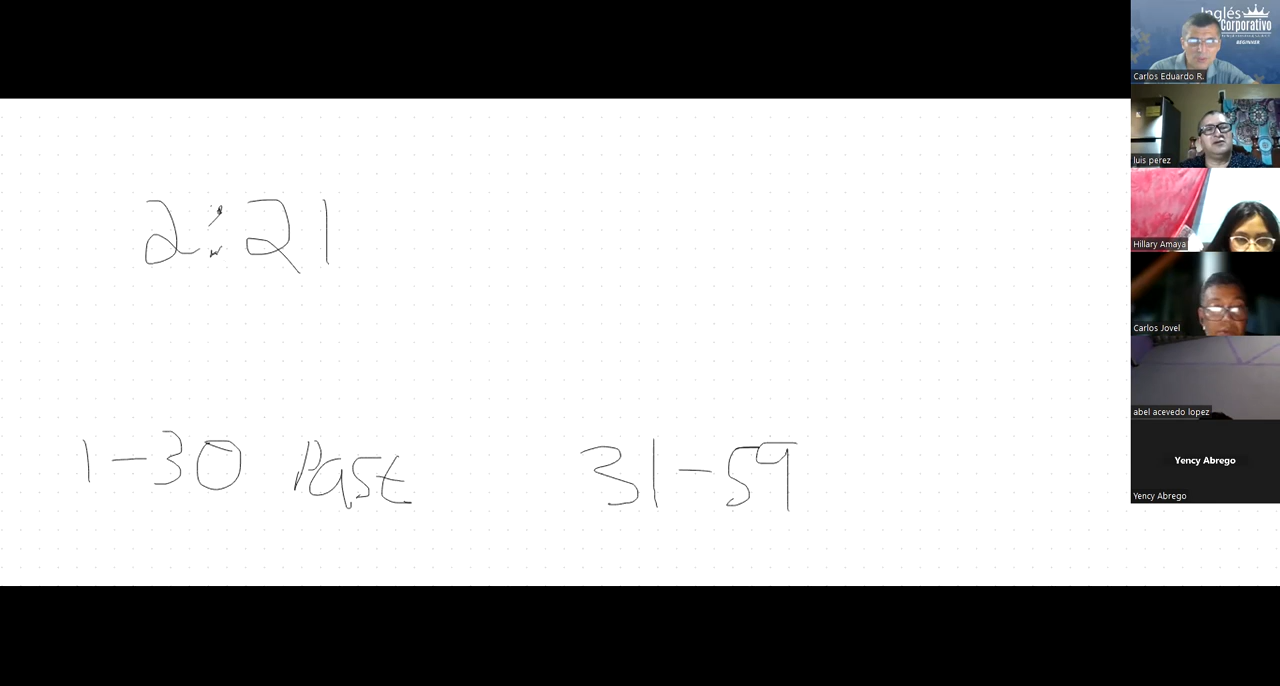 2:21
1-30 Past 31-59
Inglés
Corporativo
BEGINNER
Carlos Eduardo R.
luis perez
Hillary Amaya
Carlos Jovel
abel acevedo lopez
Yency Abrego
Yency Abrego